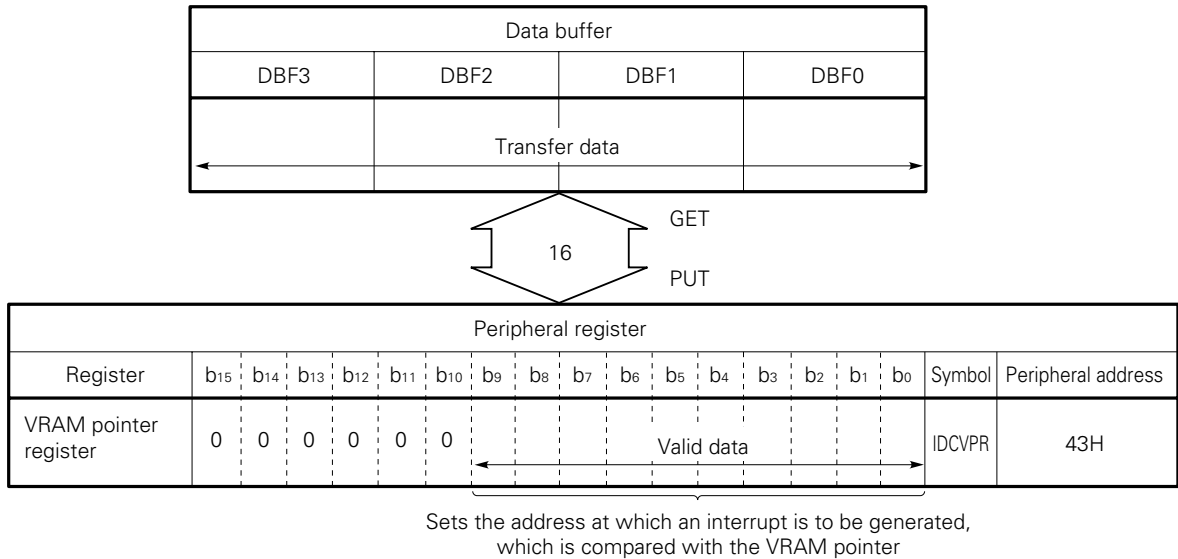 Data buffer
DBF3 DBF2 DBF1 DBF0
Transfer data
GET
16
PUT
Peripheral register
Register b15 b14 b13 b12 b11 b10 b9 b8 b7 b6 b5 b4 b3 b2 b1 b0 Symbol Peripheral address
VRAM pointer
register
0 0 0 0 0 0 Valid data IDCVPR 43H
Sets the address at which an interrupt is to be generated,
which is compared with the VRAM pointer